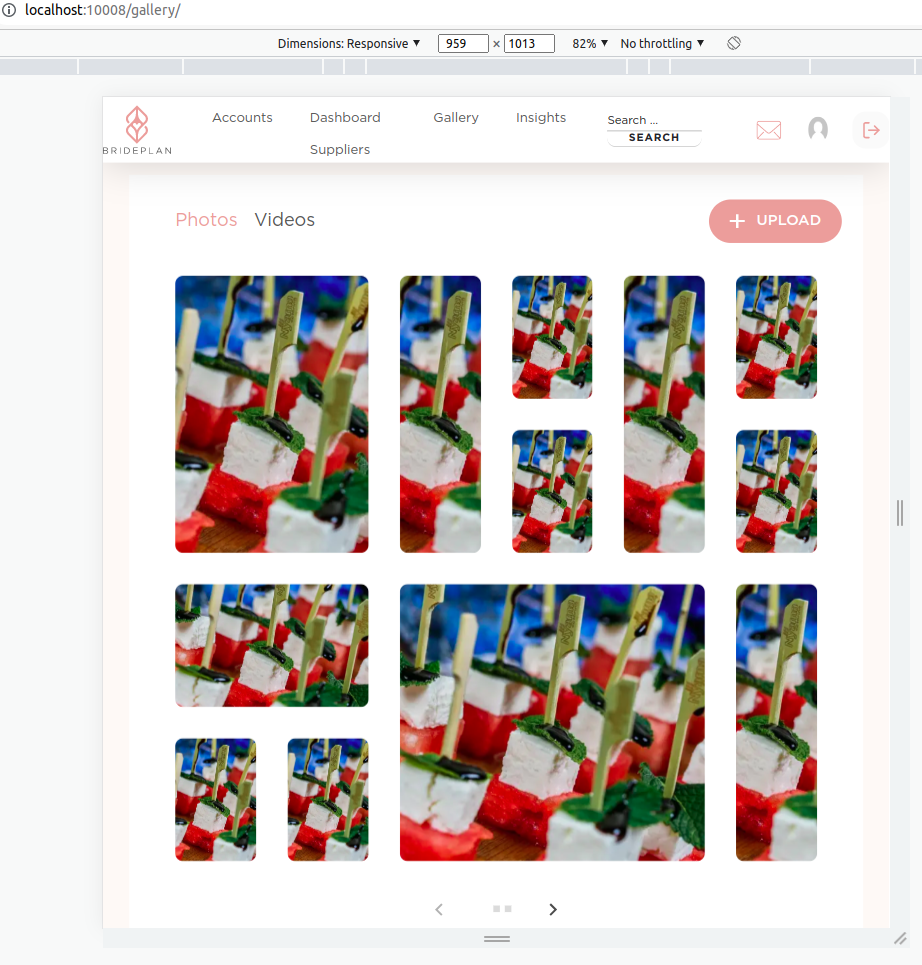 localhost:10008/gallery/
Dimensions: Responsive ▼ 959 × 1013 82% ▼ No throttling ▼
BRIDEPLAN
Accounts Dashboard Gallery Insights
Suppliers
Search ...
SEARCH
Photos Videos
+ UPLOAD